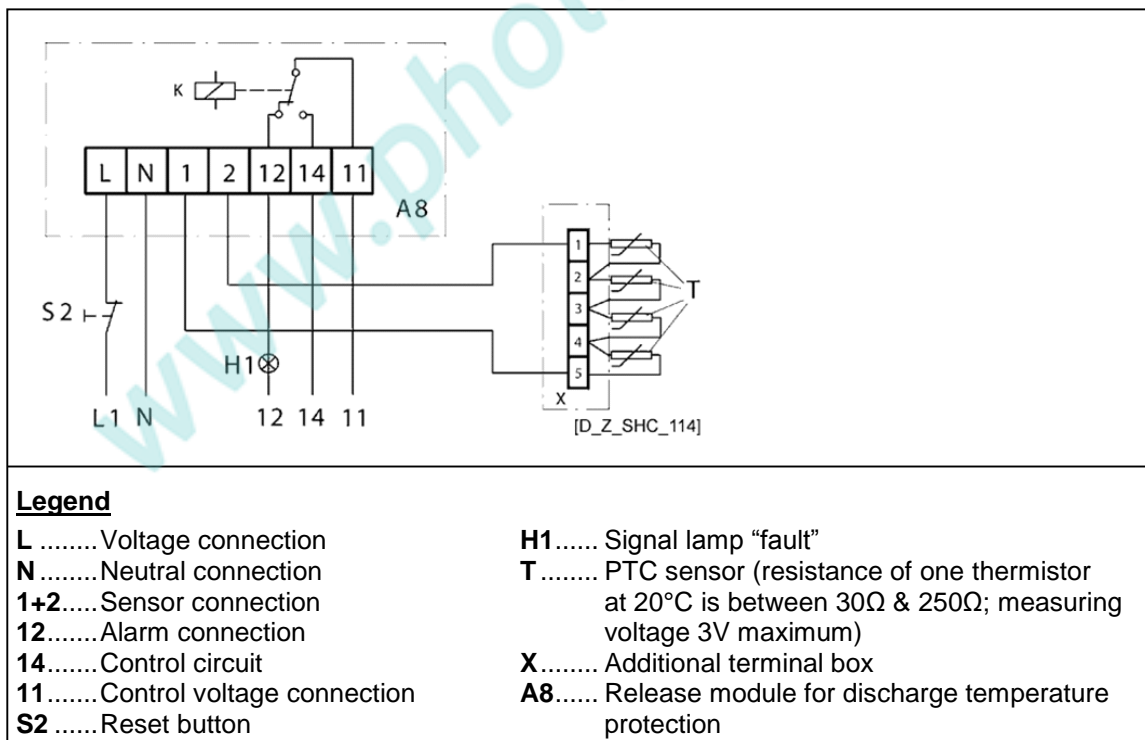 www.phot
K
L N 1 2 12 14 11
A8
S2
H1
L1 N 12 14 11
1
2
3
4
5
T
X
[D_Z_SHC_114]
Legend
L ........Voltage connection
N ........Neutral connection
1+2.....Sensor connection
12.......Alarm connection
14.......Control circuit
11.......Control voltage connection
S2 ......Reset button
H1...... Signal lamp “fault”
T ........ PTC sensor (resistance of one thermistor
at 20°C is between 30Ω & 250Ω; measuring
voltage 3V maximum)
X........ Additional terminal box
A8...... Release module for discharge temperature
protection